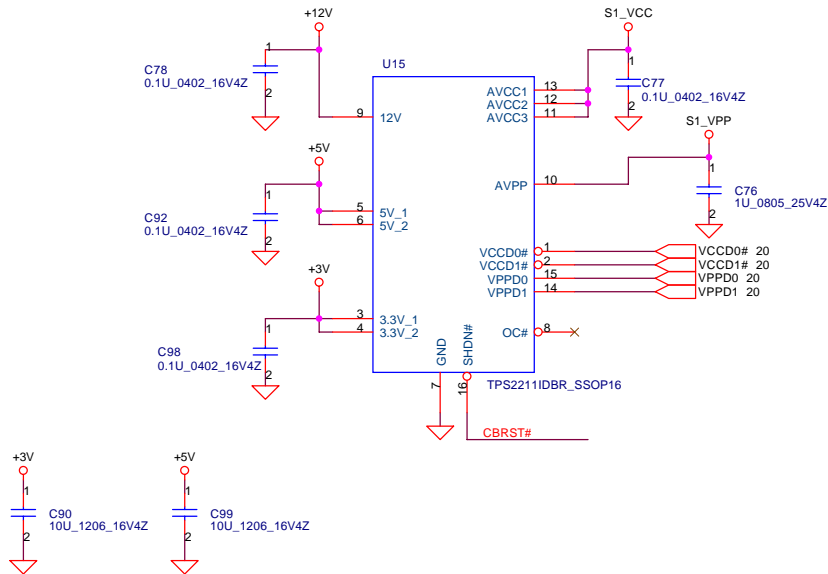 +12V
S1_VCC
1
C78
0.1U_0402_16V4Z
2
U15
9
12V
AVCC1
13
AVCC2
12
AVCC3
11
1
C77
0.1U_0402_16V4Z
2
S1_VPP
+5V
AVPP
10
1
C76
1U_0805_25V4Z
2
1
C92
0.1U_0402_16V4Z
2
5
5V_1
6
5V_2
VCCD0#
1
VCCD0# 20
VCCD1#
2
VCCD1# 20
VPPD0
15
VPPD0 20
VPPD1
14
VPPD1 20
+3V
3
3.3V_1
4
3.3V_2
OC#
8
1
C98
0.1U_0402_16V4Z
2
GND
SHDN#
7
16
TPS2211IDBR_SSOP16
CBRST#
+3V
1
C90
10U_1206_16V4Z
2
+5V
1
C99
10U_1206_16V4Z
2